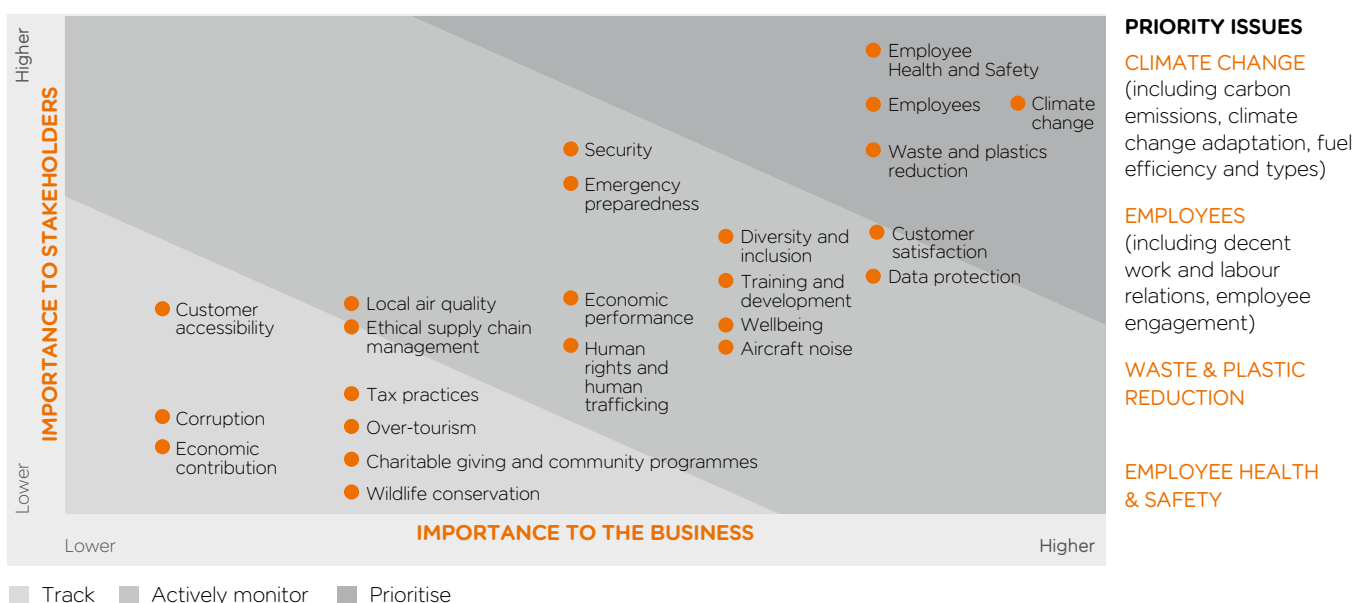 Higher
IMPORTANCE TO STAKEHOLDERS
Lower
Employee
Health and Safety
Employees
Climate
change
Waste and plastics
reduction
Security
Emergency
preparedness
Diversity and
inclusion
Customer
satisfaction
Training and
development
Data protection
Customer
accessibility
Local air quality
Ethical supply chain
management
Economic
performance
Wellbeing
Human
rights and
human
trafficking
Aircraft noise
Tax practices
Corruption
Over-tourism
Economic
contribution
Charitable giving and community programmes
Wildlife conservation
Lower
IMPORTANCE TO THE BUSINESS
Higher
Track
Actively monitor
Prioritise
PRIORITY ISSUES
CLIMATE CHANGE
(including carbon
emissions, climate
change adaptation, fuel
efficiency and types)
EMPLOYEES
(including decent
work and labour
relations, employee
engagement)
WASTE & PLASTIC
REDUCTION
EMPLOYEE HEALTH
& SAFETY